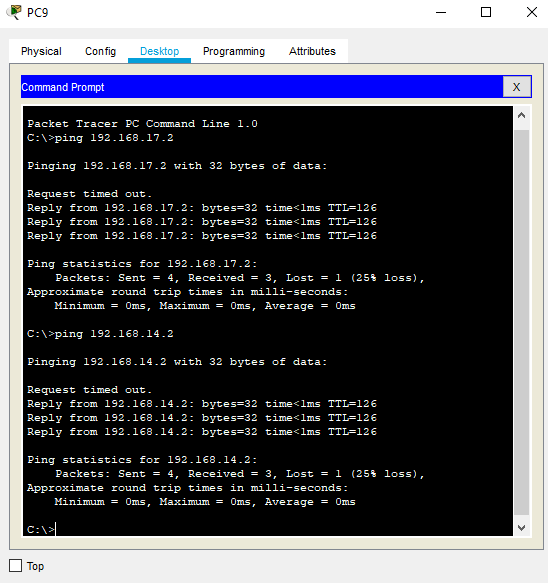 PC9
Physical Config Desktop Programming Attributes
Command Prompt X
Packet Tracer PC Command Line 1.0
C:\>ping 192.168.17.2
Pinging 192.168.17.2 with 32 bytes of data:
Request timed out.
Reply from 192.168.17.2: bytes=32 time<1ms TTL=126
Reply from 192.168.17.2: bytes=32 time<1ms TTL=126
Reply from 192.168.17.2: bytes=32 time<1ms TTL=126
Ping statistics for 192.168.17.2:
    Packets: Sent = 4, Received = 3, Lost = 1 (25% loss),
Approximate round trip times in milli-seconds:
    Minimum = 0ms, Maximum = 0ms, Average = 0ms
C:\>ping 192.168.14.2
Pinging 192.168.14.2 with 32 bytes of data:
Request timed out.
Reply from 192.168.14.2: bytes=32 time<1ms TTL=126
Reply from 192.168.14.2: bytes=32 time<1ms TTL=126
Reply from 192.168.14.2: bytes=32 time<1ms TTL=126
Ping statistics for 192.168.14.2:
    Packets: Sent = 4, Received = 3, Lost = 1 (25% loss),
Approximate round trip times in milli-seconds:
    Minimum = 0ms, Maximum = 0ms, Average = 0ms
C:\>
Top